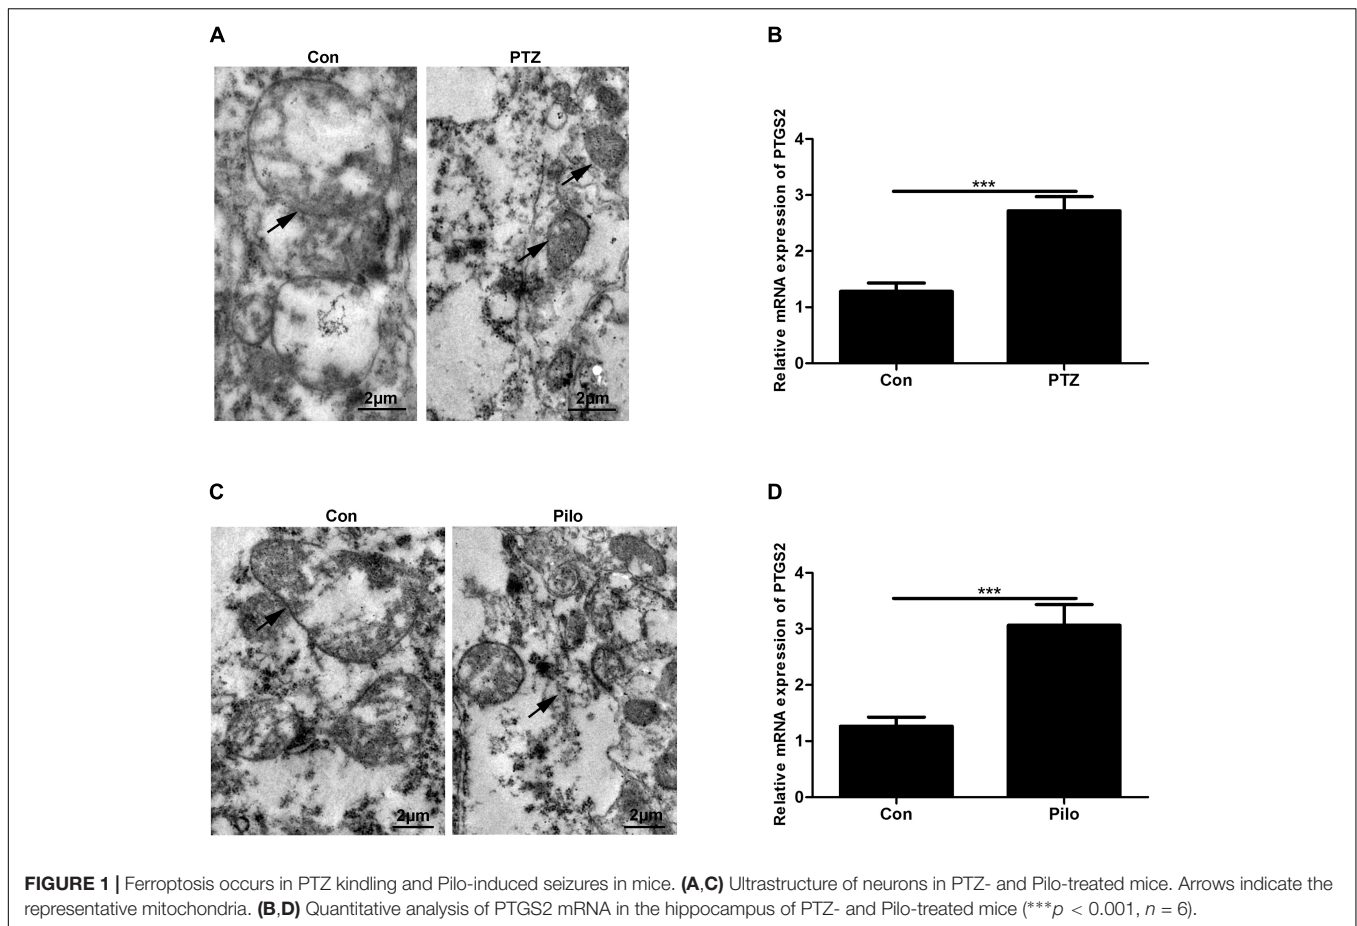 A
Con
PTZ
2μm
2μm
B
Relative mRNA expression of PTGS2
4
3
2
1
0
***
Con
PTZ
C
Con
Pilo
2μm
2μm
D
Relative mRNA expression of PTGS2
4
3
2
1
0
***
Con
Pilo
FIGURE 1 | Ferroptosis occurs in PTZ kindling and Pilo-induced seizures in mice. (A,C) Ultrastructure of neurons in PTZ- and Pilo-treated mice. Arrows indicate the
representative mitochondria. (B,D) Quantitative analysis of PTGS2 mRNA in the hippocampus of PTZ- and Pilo-treated mice (***p < 0.001, n = 6).